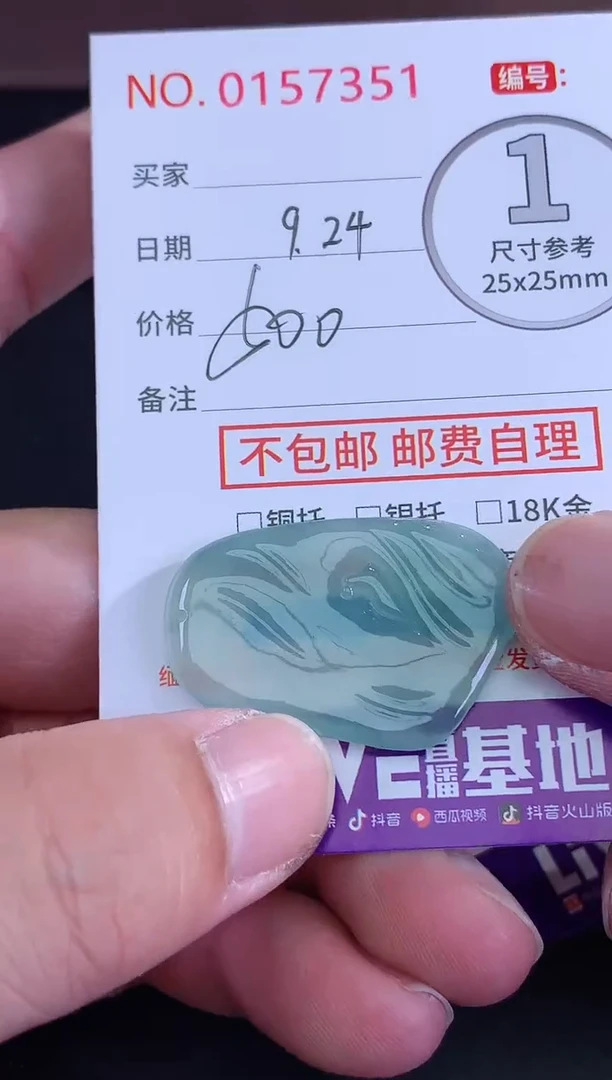 NO. 0157351 编号:
1
买家
日期 9.24
尺寸参考
25x25mm
价格 600
备注
不包邮 邮费自理
□铜托 □银托 □18K金
直播基地
抖音 西瓜视频 抖音火山版